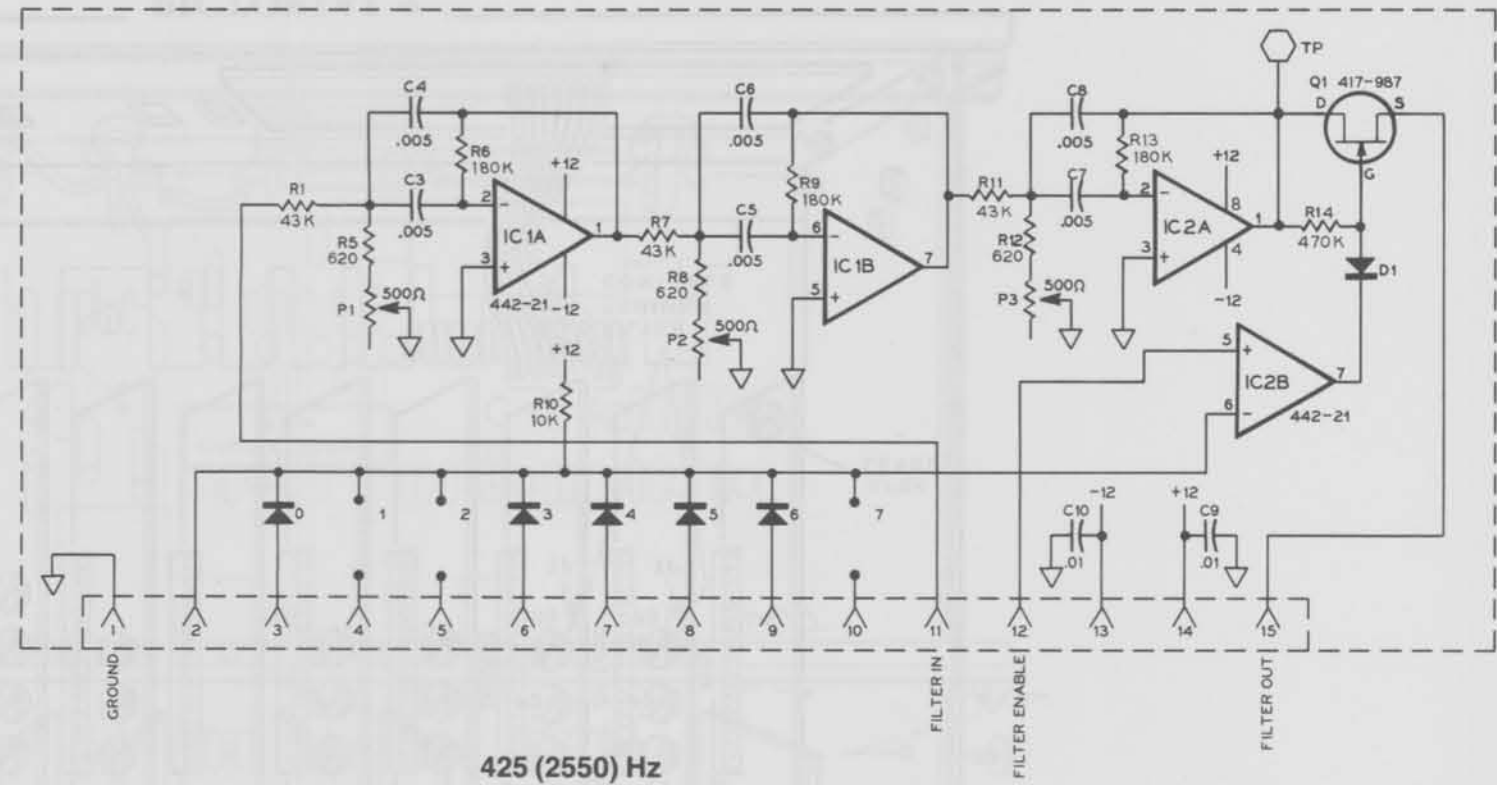 TP
Q1 417-987
D
S
G
C4
.005
R6
180K
+12
R1
43K
C3
.005
2
−
1
IC 1A
3
+
442-21
-12
R5
620
500Ω
P1
C6
.005
R9
180K
R7
43K
C5
.005
6
−
7
IC1B
5
+
R8
620
500Ω
P2
C8
.005
R13
180K
+12
R11
43K
C7
.005
2
−
8
1
IC2A
4
3
+
-12
R12
620
500Ω
P3
R14
470K
D1
5
+
7
IC2B
6
−
442-21
+12
R10
10K
0
1
2
3
4
5
6
7
C10
.01
-12
+12
C9
.01
1
2
3
4
5
6
7
8
9
10
11
12
13
14
15
GROUND
FILTER IN
FILTER ENABLE
FILTER OUT
425 (2550) Hz